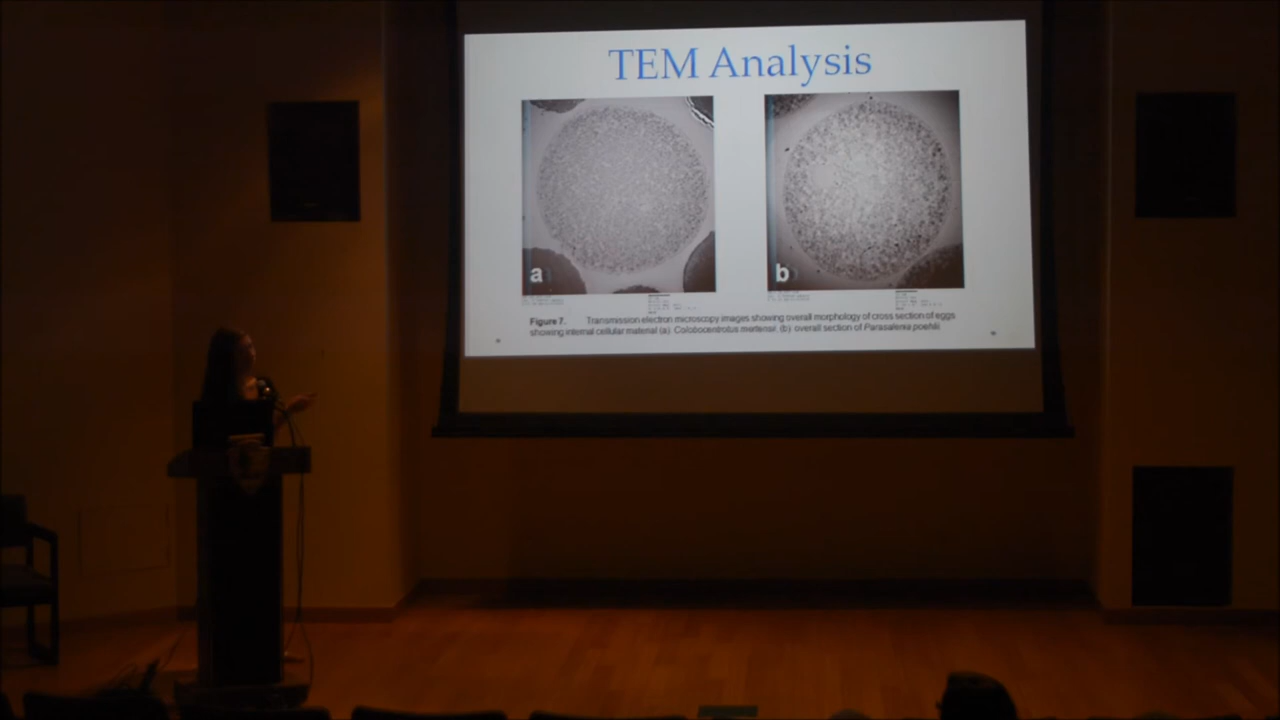 TEM Analysis
a
b
Figure 7. Transmission electron microscopy images showing overall morphology of cross section of eggs
showing internal cellular material (a) Colobocentrotus mertensii, (b) overall section of Parasalenia poehlii